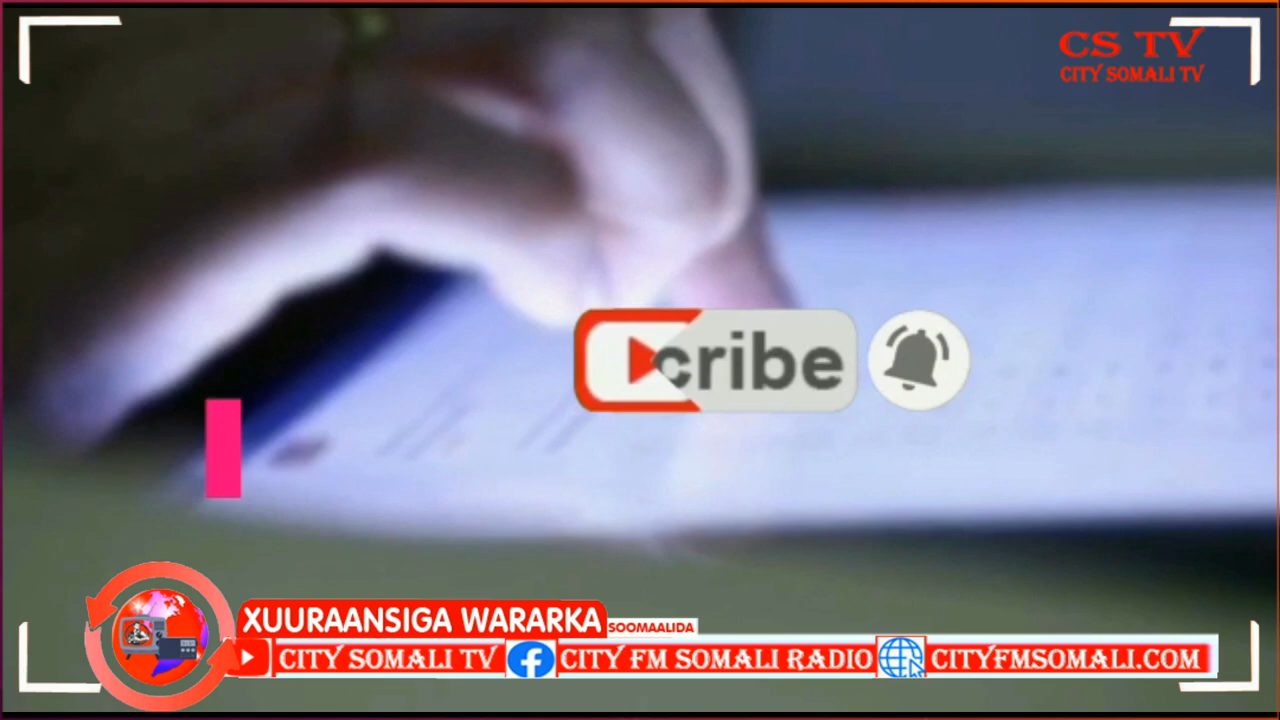 CS TV
CITY SOMALI TV
cribe
XUURAANSIGA WARARKA
SOOMAALIDA
CITY SOMALI TV CITY FM SOMALI RADIO CITYFMSOMALI.COM